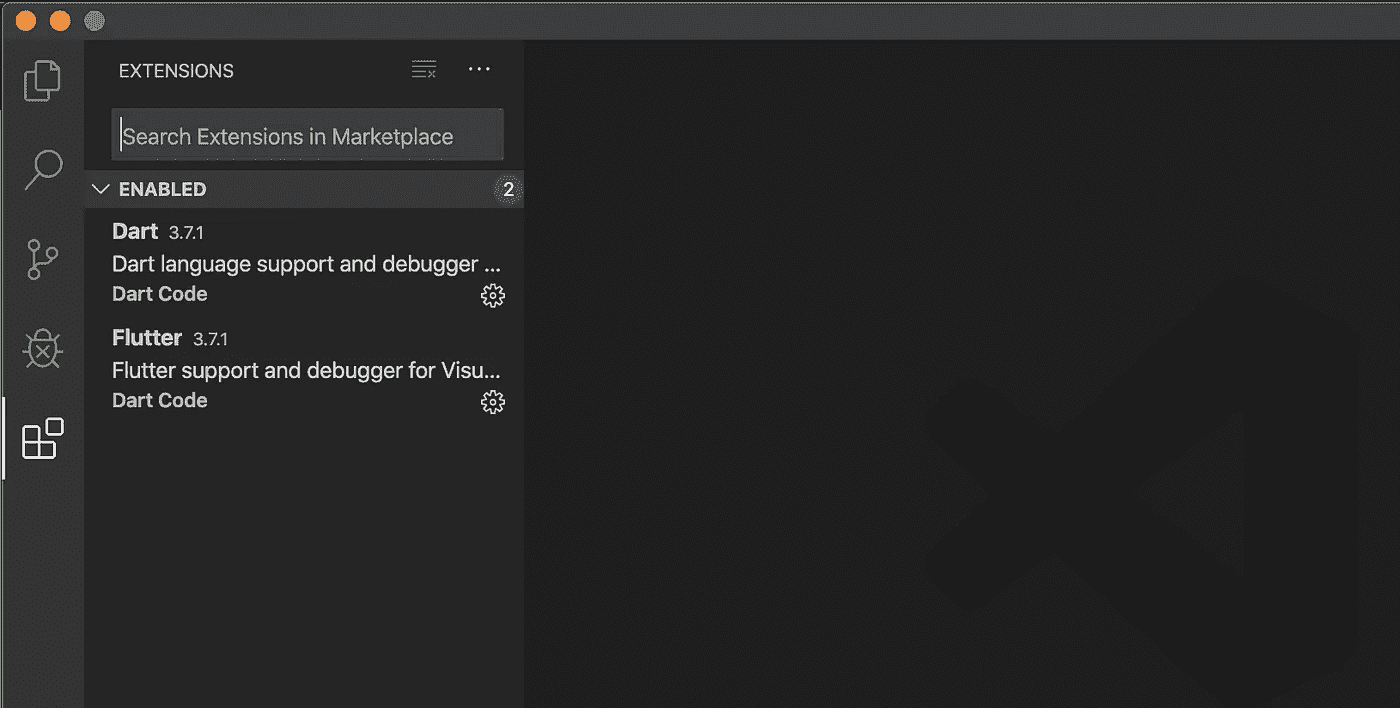 EXTENSIONS
Search Extensions in Marketplace
ENABLED 2
Dart 3.7.1
Dart language support and debugger ...
Dart Code
Flutter 3.7.1
Flutter support and debugger for Visu...
Dart Code